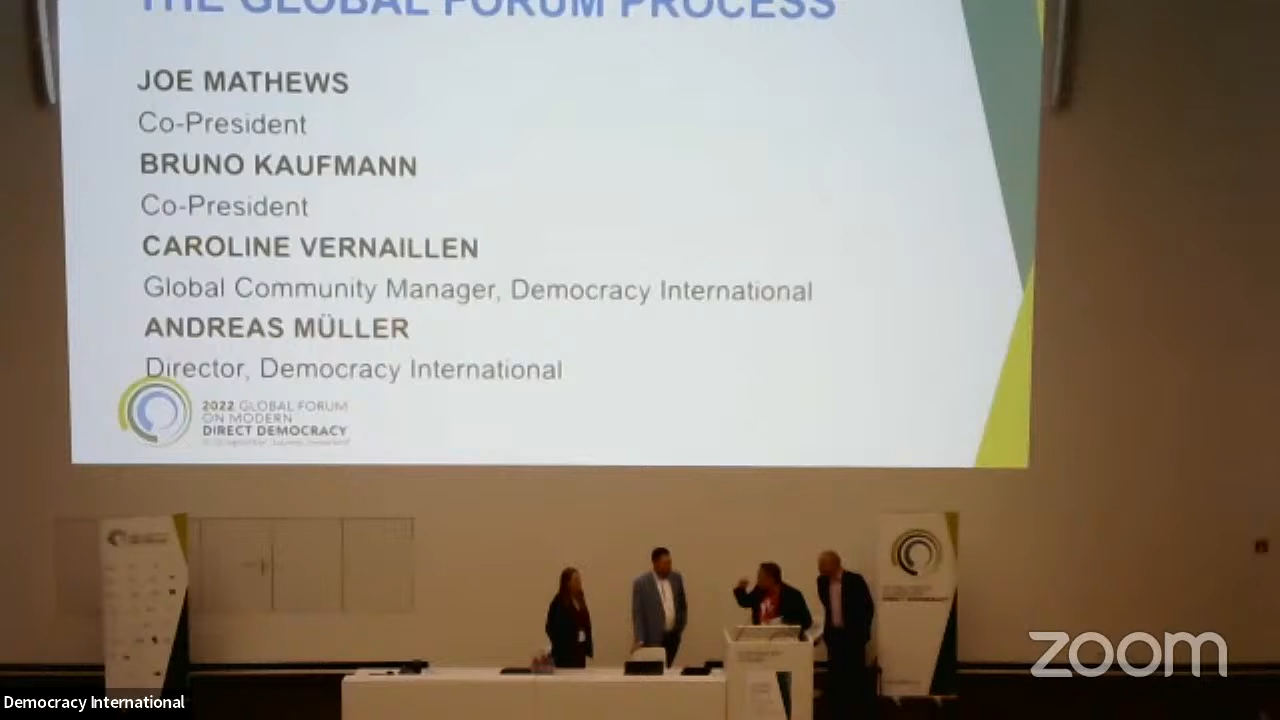 THE GLOBAL FORUM PROCESS
JOE MATHEWS
Co-President
BRUNO KAUFMANN
Co-President
CAROLINE VERNAILLEN
Global Community Manager, Democracy International
ANDREAS MÜLLER
Director, Democracy International
2022 GLOBAL FORUM
ON MODERN
DIRECT DEMOCRACY
zoom
Democracy International